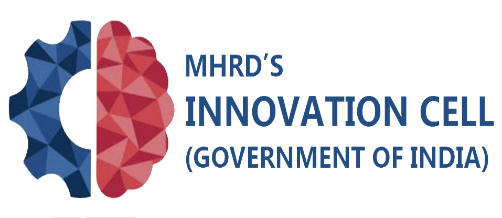 MHRD'S
INNOVATION CELL
(GOVERNMENT OF INDIA)